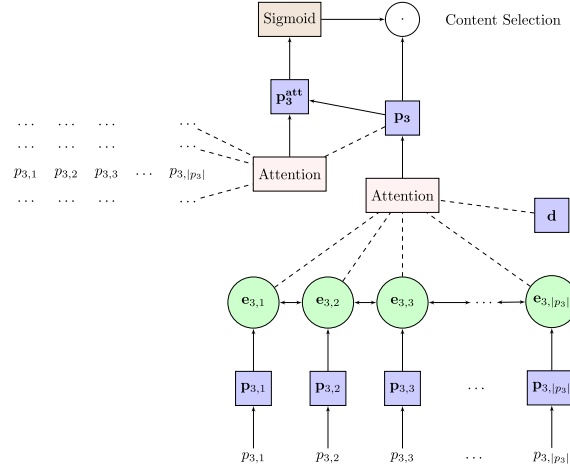 Sigmoid · Content Selection
p₃ᵃᵗᵗ
p₃
... ... ... ...
... ... ... ...
p₃,₁ p₃,₂ p₃,₃ ... p₃,|p₃|
... ... ... ...
Attention
Attention
d
e₃,₁ e₃,₂ e₃,₃ ... e₃,|p₃|
p₃,₁ p₃,₂ p₃,₃ ... p₃,|p₃|
p₃,₁ p₃,₂ p₃,₃ ... p₃,|p₃|